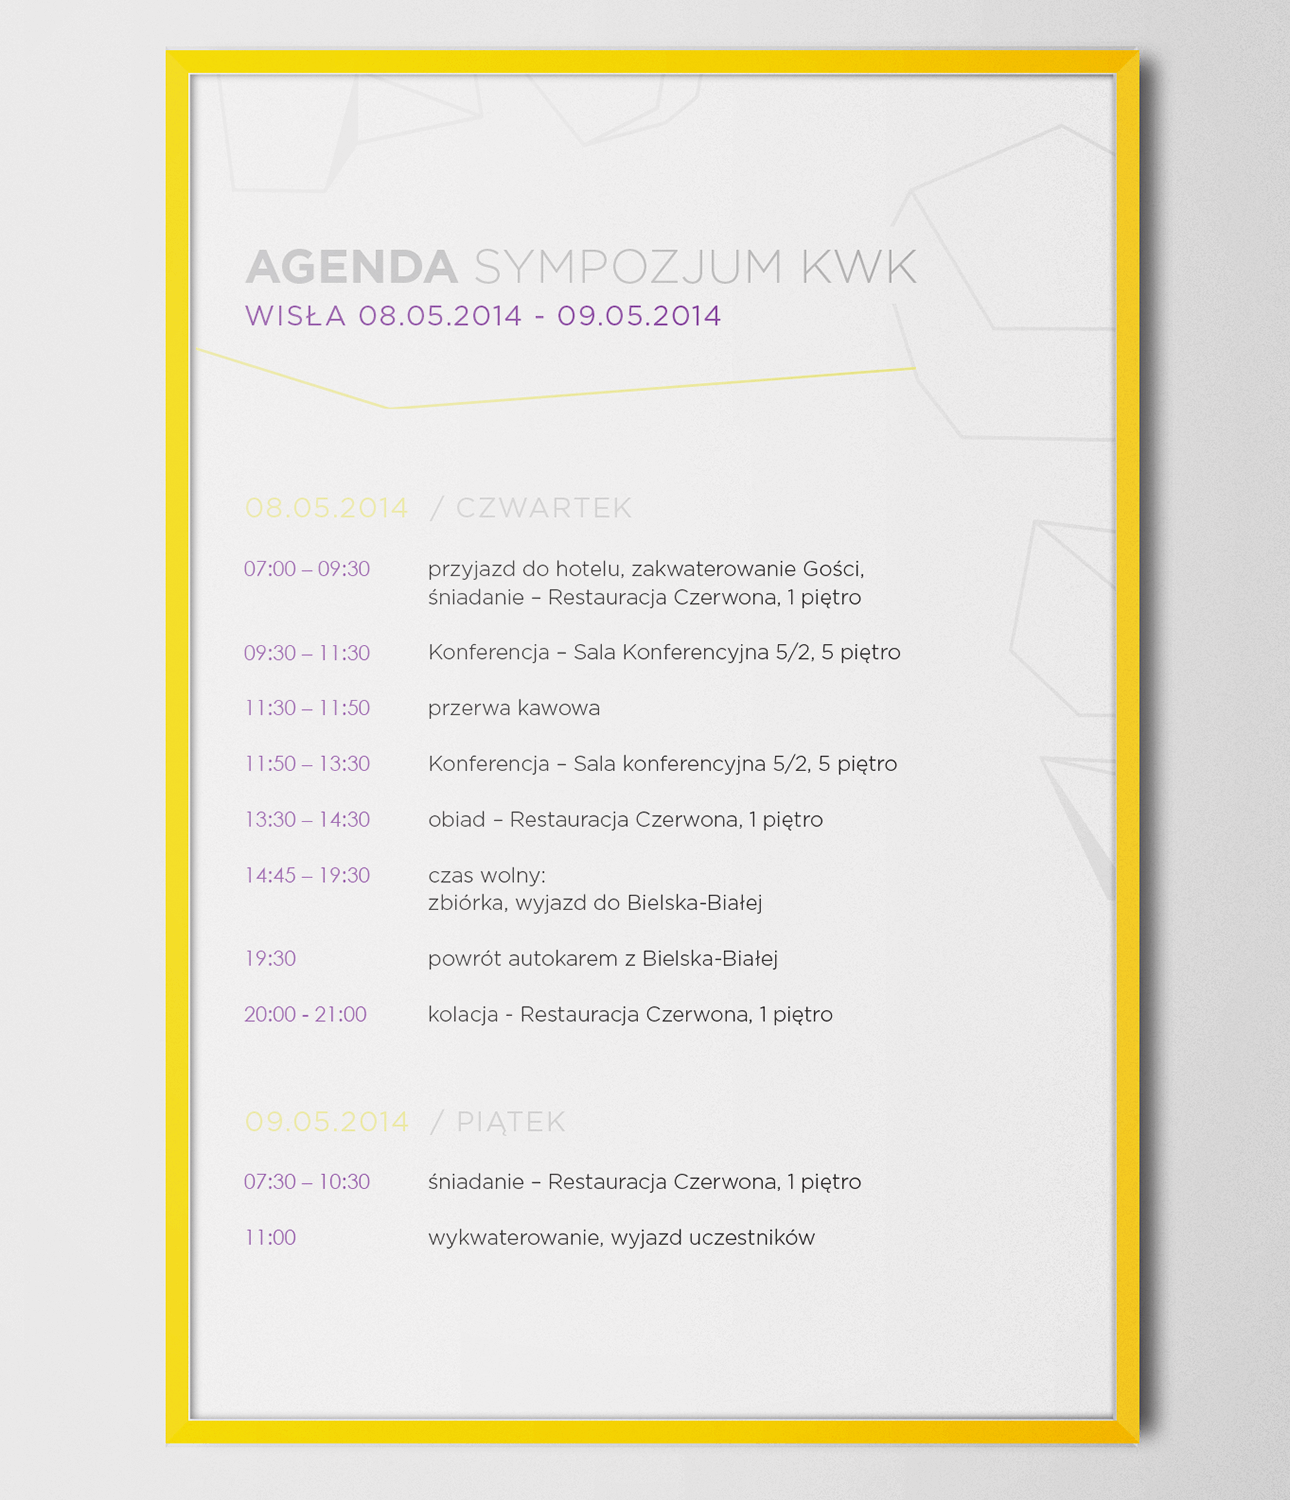 AGENDA SYMPOZJUM KWK
WISŁA 08.05.2014 - 09.05.2014
08.05.2014 / CZWARTEK
07:00 – 09:30 przyjazd do hotelu, zakwaterowanie Gości,
śniadanie – Restauracja Czerwona, 1 piętro
09:30 – 11:30 Konferencja – Sala Konferencyjna 5/2, 5 piętro
11:30 – 11:50 przerwa kawowa
11:50 – 13:30 Konferencja – Sala konferencyjna 5/2, 5 piętro
13:30 – 14:30 obiad – Restauracja Czerwona, 1 piętro
14:45 – 19:30 czas wolny:
zbiórka, wyjazd do Bielska-Białej
19:30 powrót autokarem z Bielska-Białej
20:00 - 21:00 kolacja - Restauracja Czerwona, 1 piętro
09.05.2014 / PIĄTEK
07:30 – 10:30 śniadanie – Restauracja Czerwona, 1 piętro
11:00 wykwaterowanie, wyjazd uczestników